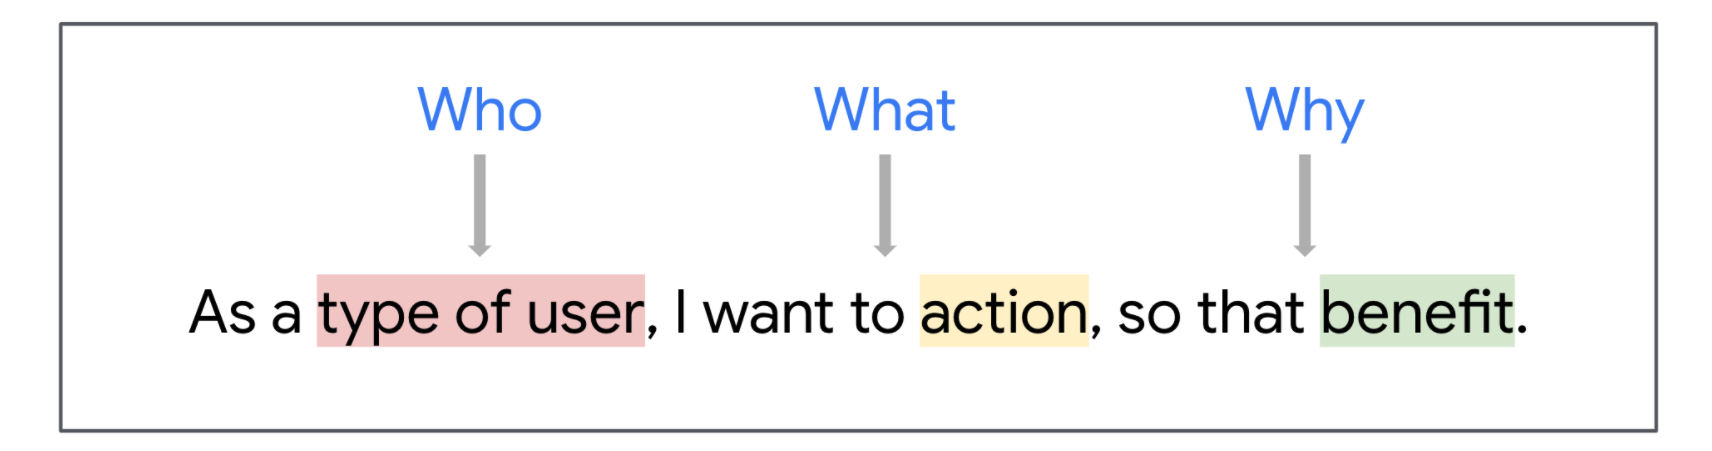 Who What Why
As a type of user, I want to action, so that benefit.